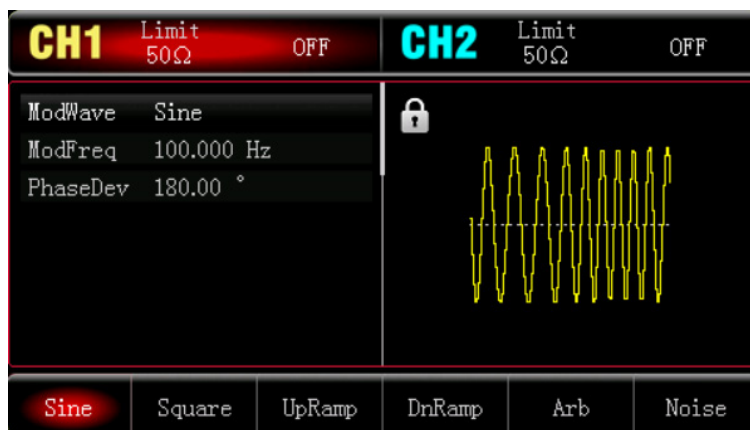 CH1 Limit 50Ω OFF CH2 Limit 50Ω OFF
ModWave Sine
ModFreq 100.000 Hz
PhaseDev 180.00 °
Sine Square UpRamp DnRamp Arb Noise